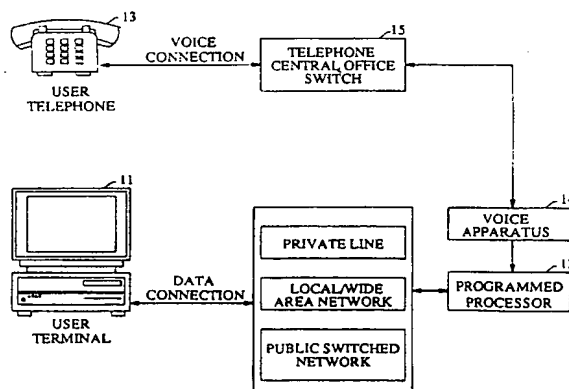 13
VOICE
CONNECTION
15
TELEPHONE
CENTRAL OFFICE
SWITCH
USER
TELEPHONE
11
14
VOICE
APPARATUS
PRIVATE LINE
PROGRAMMED
PROCESSOR
DATA
CONNECTION
LOCAL/WIDE
AREA NETWORK
USER
TERMINAL
PUBLIC SWITCHED
NETWORK